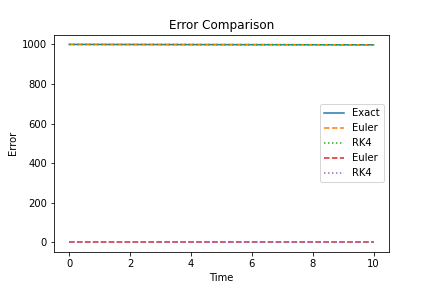 Error Comparison
1000
800
600
400
200
0
Error
Exact
Euler
RK4
Euler
RK4
0 2 4 6 8 10
Time